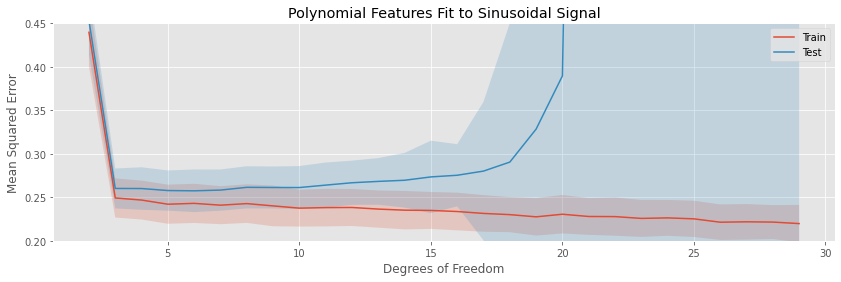 Polynomial Features Fit to Sinusoidal Signal
Train
Test
Mean Squared Error
0.45
0.40
0.35
0.30
0.25
0.20
5
10
15
20
25
30
Degrees of Freedom